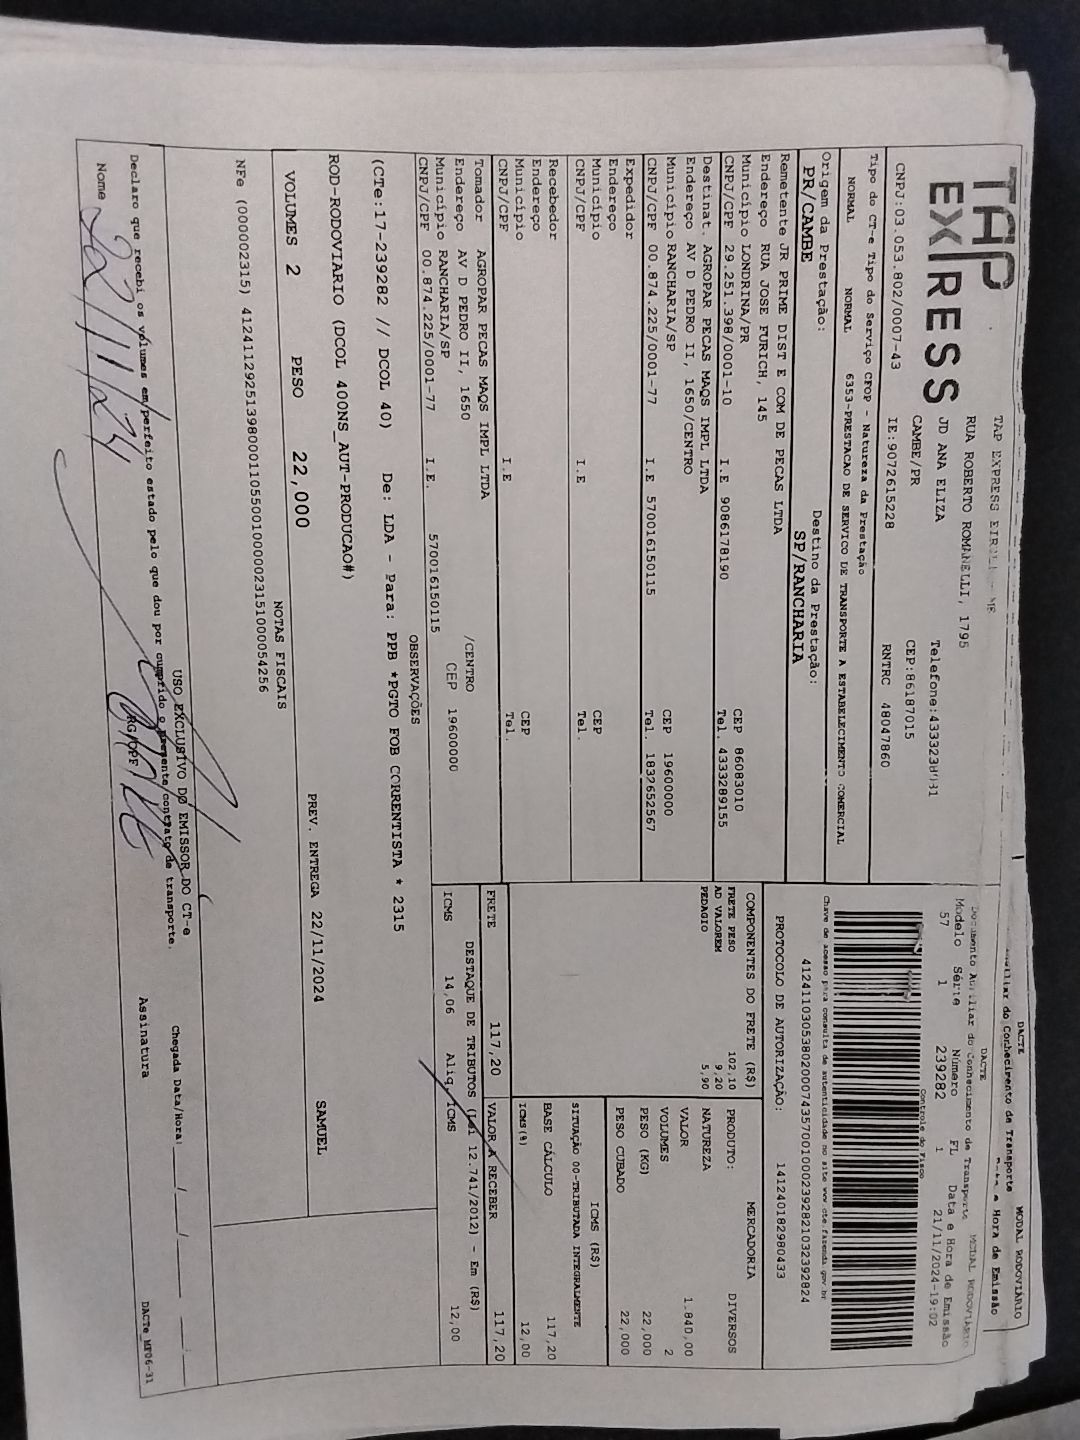 TAP
EXPRESS
TAP EXPRESS EIRELI - ME
RUA ROBERTO ROMANELLI, 1795
JD ANA ELIZA
CAMBE/PR
Telefone:
CEP:86187015
CNPJ:03.053.802/0007-43 IE:9072615228 RNTRC 48047860
DACTE MODAL RODOVIÁRIO
do Conhecimento de Transporte
e Hora de Emissão
DACTE
Documento Auxiliar do Conhecimento de Transporte MODAL RODOVIÁRIO
Modelo Série Número FL Data e Hora de Emissão
57 1 239282 1 21/11/2024-19:02
Controle do Fisco
Chave de acesso para consulta de autenticidade no site www.cte.fazenda.gov.br
PROTOCOLO DE AUTORIZAÇÃO: 141240182980433
Tipo do CT-e Tipo do Serviço CFOP - Natureza da Prestação
NORMAL NORMAL 6353-PRESTACAO DE SERVICO DE TRANSPORTE A ESTABELECIMENTO COMERCIAL
Origem da Prestação: Destino da Prestação:
PR/CAMBE SP/RANCHARIA
Remetente JR PRIME DIST E COM DE PECAS LTDA
Endereço RUA JOSE FURICH, 145
Município LONDRINA/PR CEP 86083010
CNPJ/CPF 29.251.398/0001-10 I.E 9086178190 Tel. 4333289155
Destinat. AGROPAR PECAS MAQS IMPL LTDA
Endereço AV D PEDRO II, 1650/CENTRO
Município RANCHARIA/SP CEP 19600000
CNPJ/CPF 00.874.225/0001-77 I.E 570016150115 Tel. 1832652567
Expedidor
Endereço
Município CEP
CNPJ/CPF I.E Tel.
Recebedor
Endereço
Município CEP
CNPJ/CPF I.E Tel.
Tomador AGROPAR PECAS MAQS IMPL LTDA
Endereço AV D PEDRO II, 1650 /CENTRO
Município RANCHARIA/SP CEP 19600000
CNPJ/CPF 00.874.225/0001-77 I.E. 570016150115
COMPONENTES DO FRETE (R$)
FRETE PESO 102,10
AD VALOREM 9,20
PEDAGIO 5,90
PRODUTO: MERCADORIA
NATUREZA DIVERSOS
VALOR 1.840,00
VOLUMES 2
PESO (KG) 22,000
PESO CUBADO 22,000
ICMS (R$)
SITUAÇÃO 00-TRIBUTADA INTEGRALMENTE
BASE CÁLCULO 117,20
ICMS(%) 12,00
FRETE 117,20 VALOR A RECEBER 117,20
DESTAQUE DE TRIBUTOS (Lei 12.741/2012) - Em (R$)
ICMS 14,06 Aliq. ICMS 12,00
OBSERVAÇÕES
(CTe:17-239282 // DCOL 40) De: LDA - Para: PPB *PGTO FOB CORRENTISTA * 2315
ROD-RODOVIARIO (DCOL 400NS_AUT-PRODUCAO#)
VOLUMES 2 PESO 22,000 PREV. ENTREGA 22/11/2024 SAMUEL
NOTAS FISCAIS
NFe (000002315)
USO EXCLUSIVO DO EMISSOR DO CT-e
Declaro que recebi os volumes em perfeito estado pelo que dou por cumprido o presente contrato de transporte.
Chegada Data/Hora: ___/___/_____ ___:___
Nome 22/11/24 RG/CPF Assinatura
DACTe_MT06-31